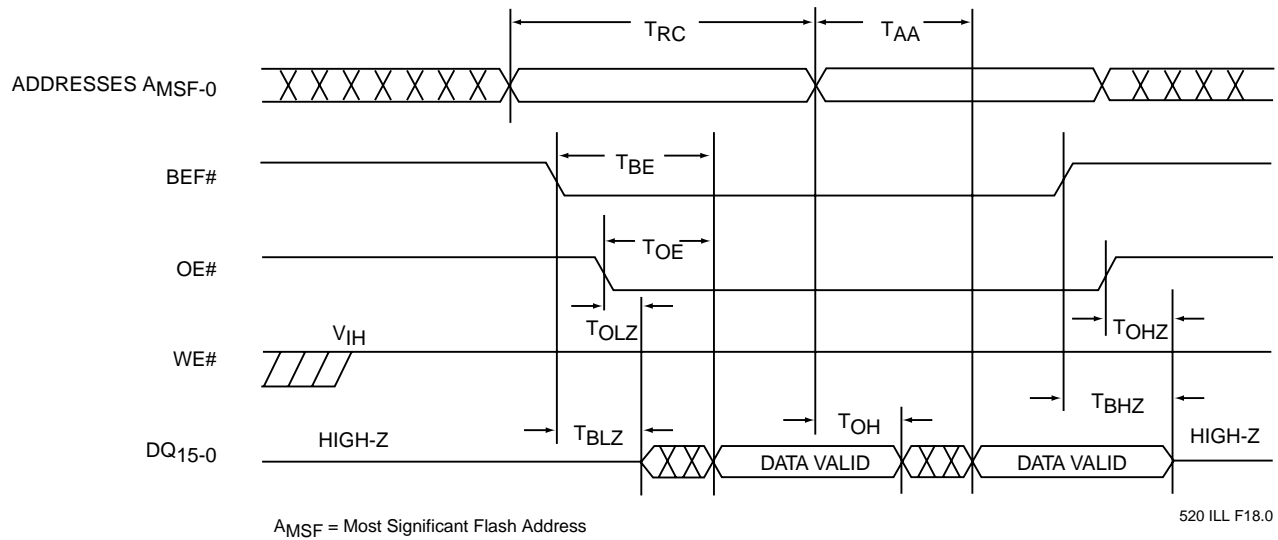 TRC
TAA
ADDRESSES AMSF-0
BEF#
TBE
OE#
TOE
TOLZ
TOHZ
WE#
VIH
TBHZ
TBLZ
TOH
DQ15-0
HIGH-Z
DATA VALID
DATA VALID
HIGH-Z
AMSF = Most Significant Flash Address
520 ILL F18.0